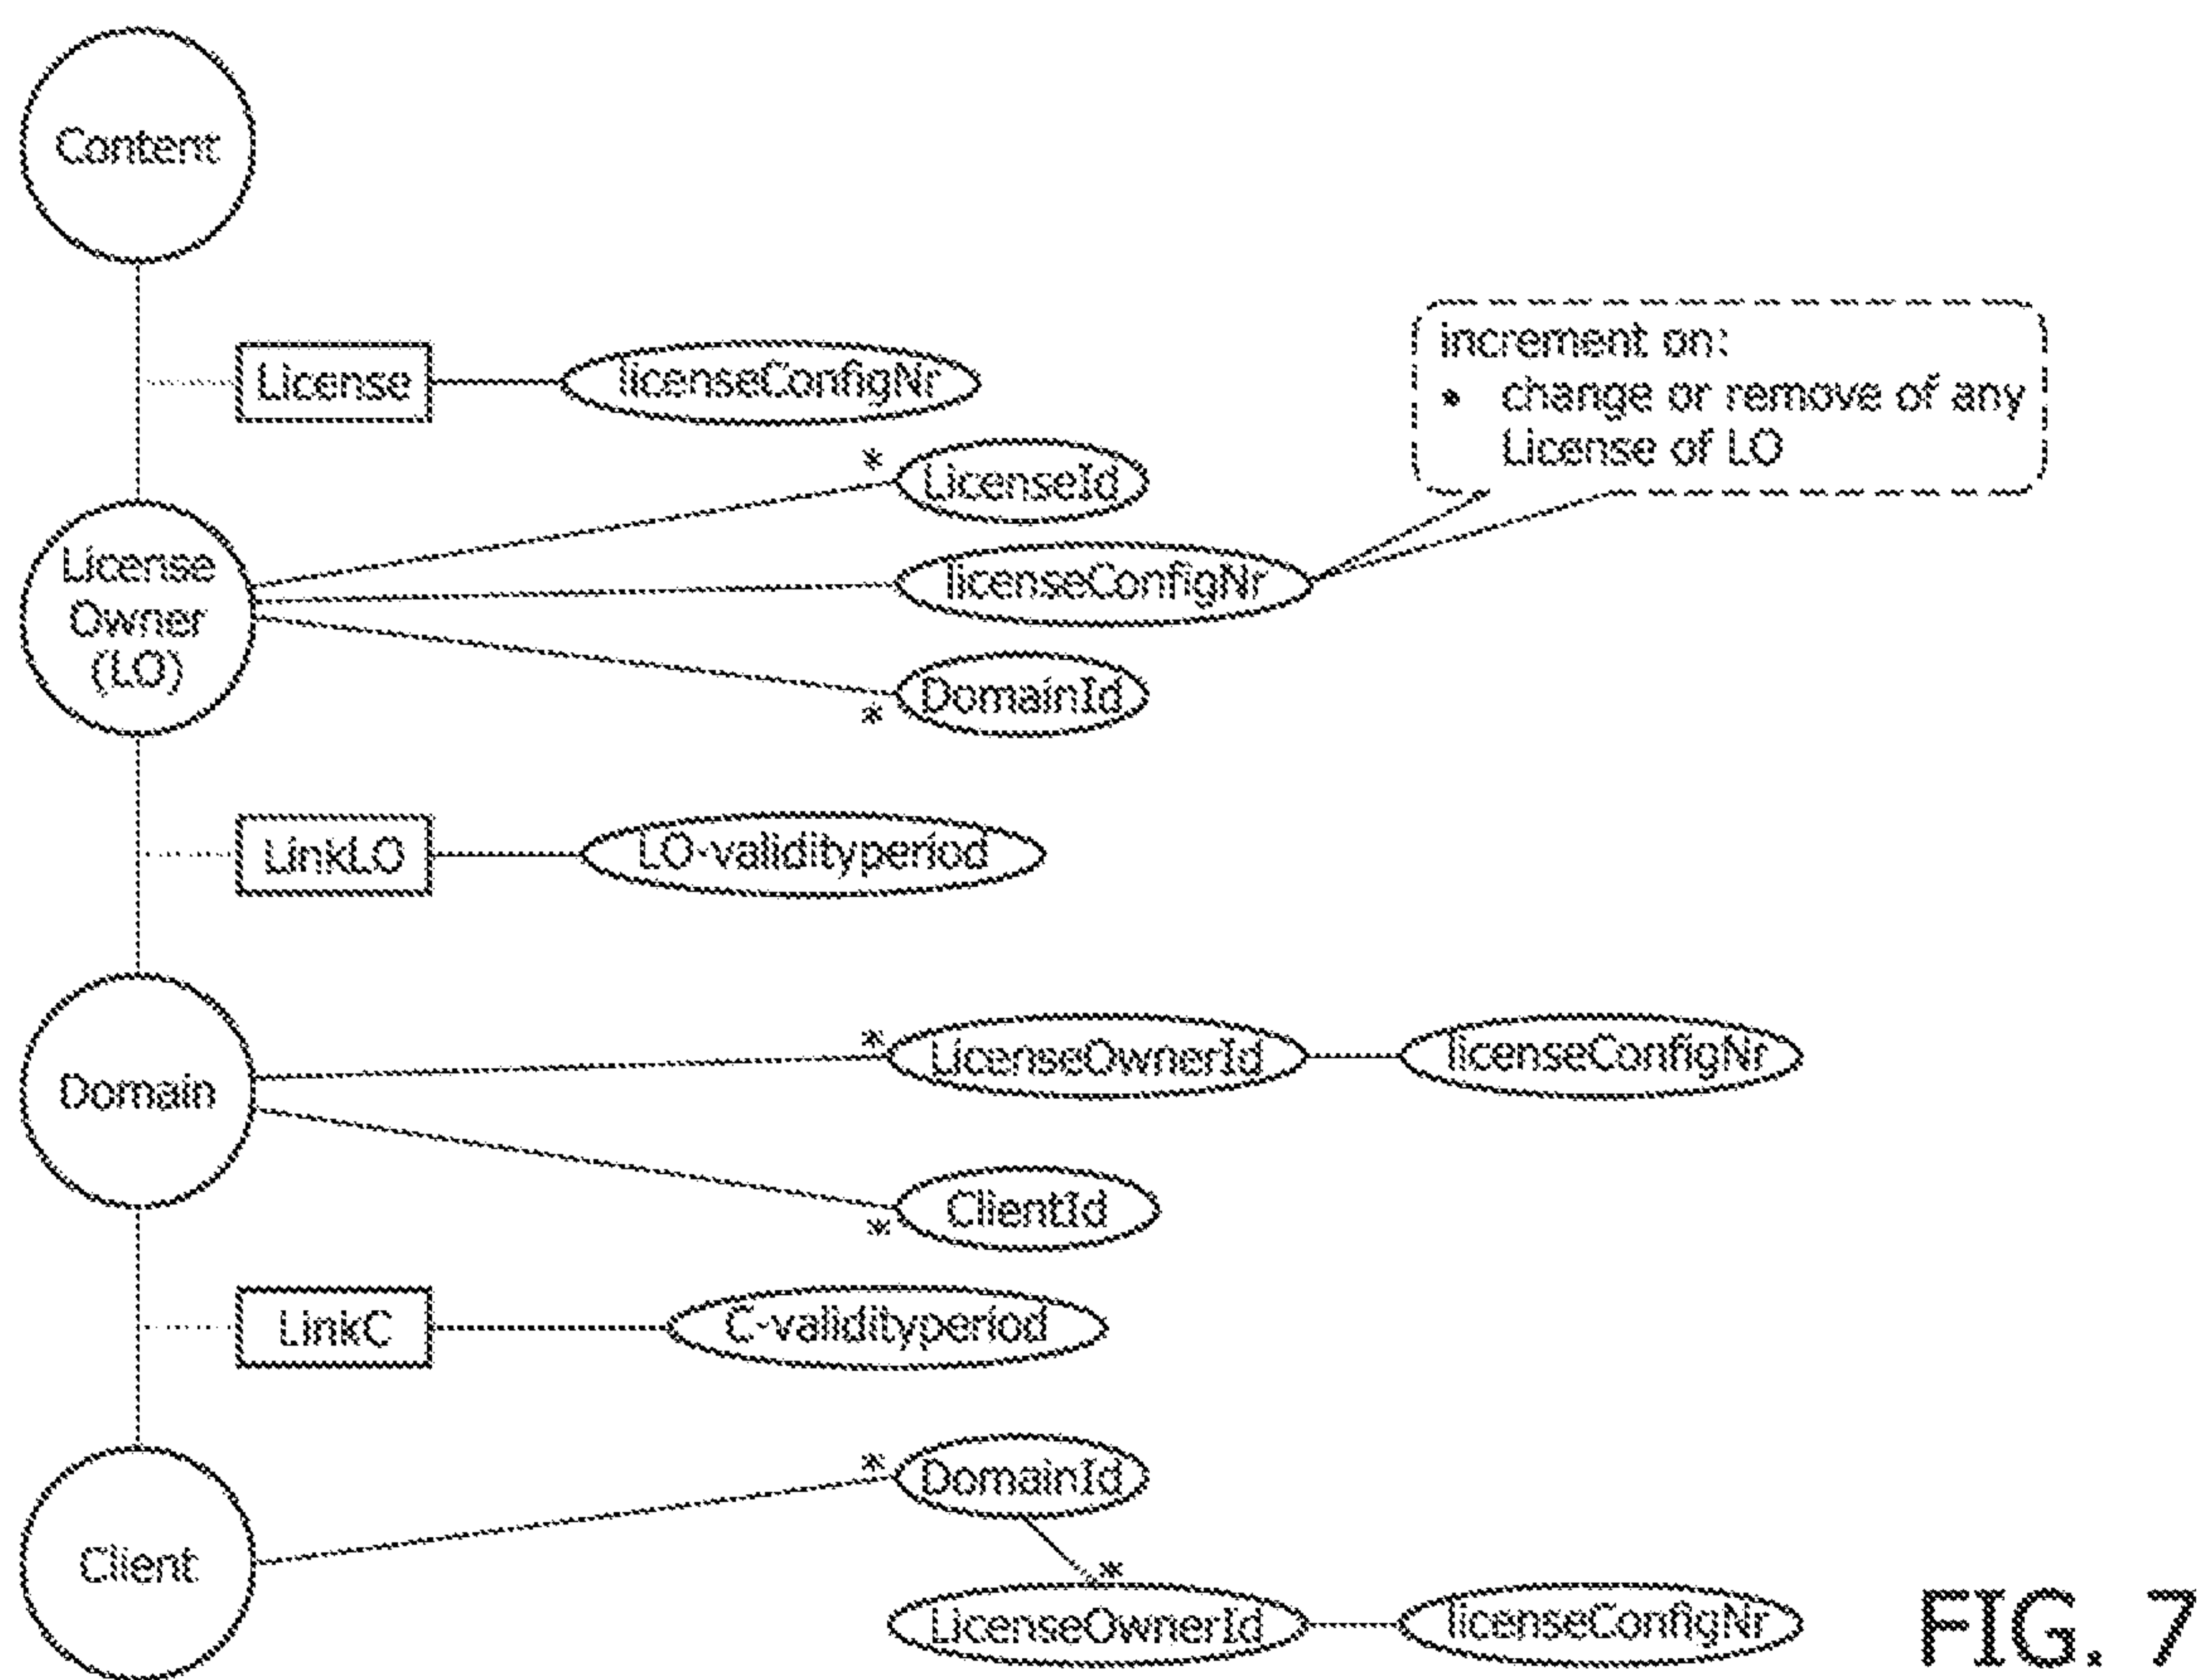 Content
License
licenseConfigNr
increment on:
* change or remove of any
License of LO
* LicenseId
License
Owner
(LO)
licenseConfigNr
* DomainId
LinkLO
LO-validityperiod
Domain
* LicenseOwnerId
licenseConfigNr
* ClientId
LinkC
C-validityperiod
* DomainId
Client
*
LicenseOwnerId
licenseConfigNr
FIG. 7